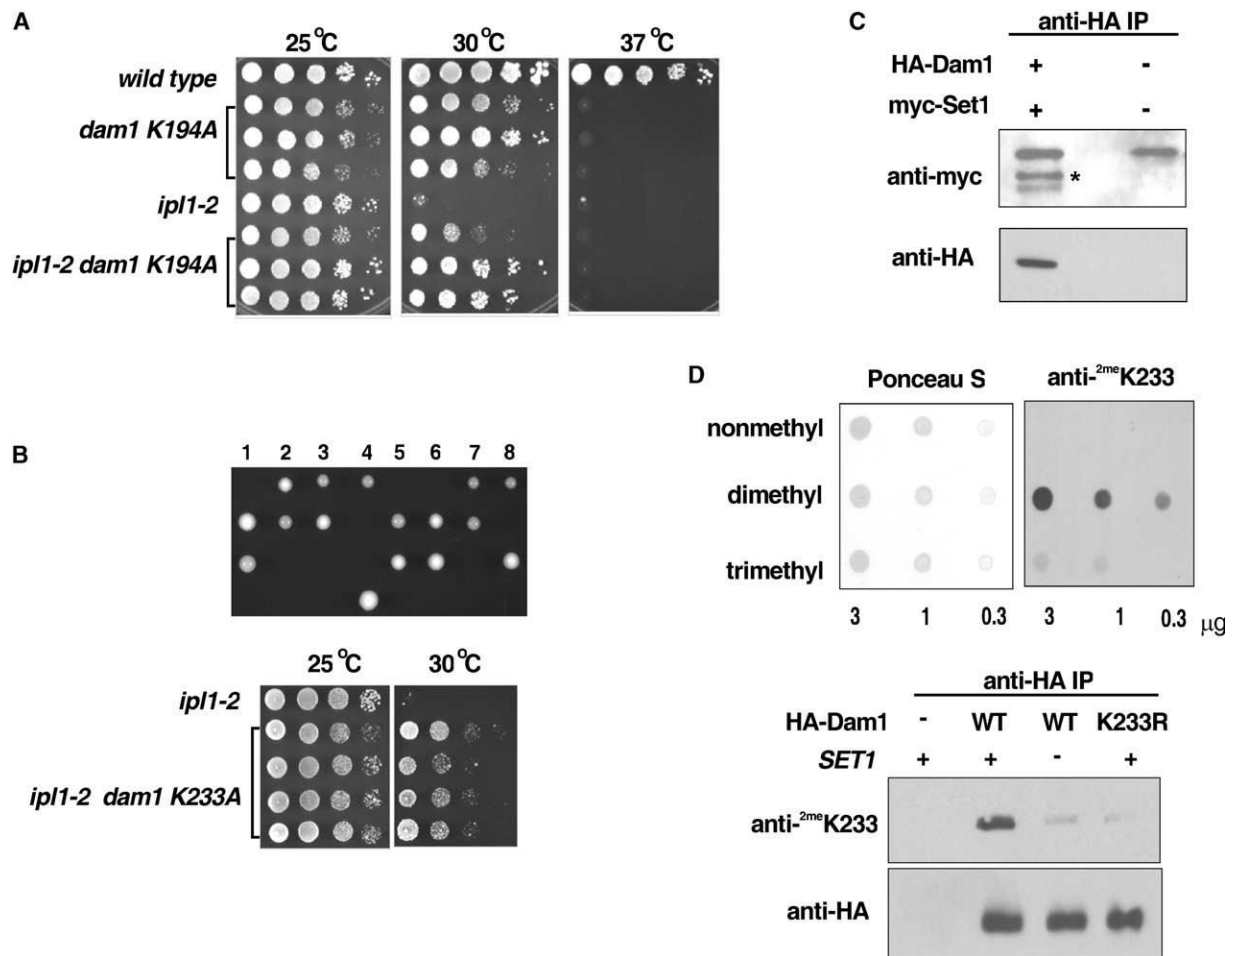 A
25 °C 30 °C 37 °C
wild type
dam1 K194A
ipl1-2
ipl1-2 dam1 K194A
B
1 2 3 4 5 6 7 8
25 °C 30 °C
ipl1-2
ipl1-2 dam1 K233A
C
anti-HA IP
HA-Dam1 + -
myc-Set1 + -
anti-myc *
anti-HA
D
Ponceau S anti-²ᵐᵉK233
nonmethyl
dimethyl
trimethyl
3 1 0.3 3 1 0.3 μg
anti-HA IP
HA-Dam1 - WT WT K233R
SET1 + + - +
anti-²ᵐᵉK233
anti-HA